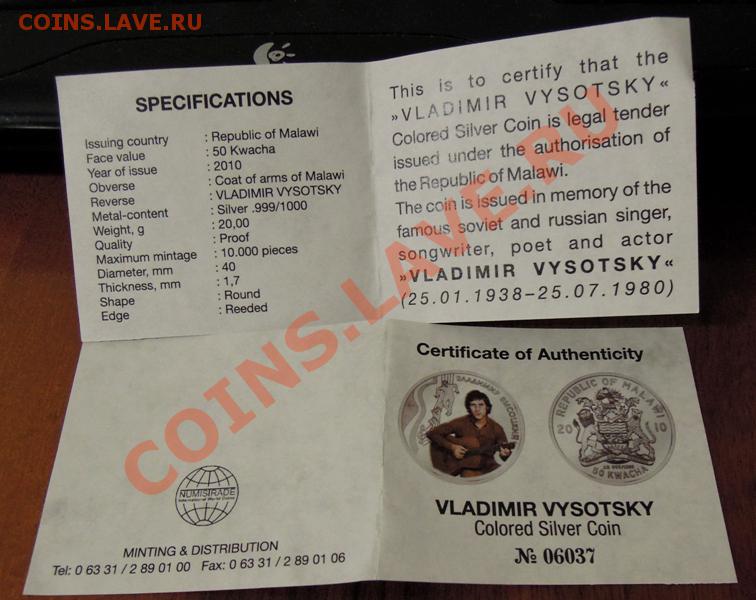 COINS.LAVE.RU
SPECIFICATIONS
Issuing country : Republic of Malawi
Face value : 50 Kwacha
Year of issue : 2010
Obverse : Coat of arms of Malawi
Reverse : VLADIMIR VYSOTSKY
Metal-content : Silver .999/1000
Weight, g : 20,00
Quality : Proof
Maximum mintage : 10.000 pieces
Diameter, mm : 40
Thickness, mm : 1,7
Shape : Round
Edge : Reeded
This is to certify that the
»VLADIMIR VYSOTSKY«
Colored Silver Coin is legal tender
issued under the authorisation of
the Republic of Malawi.
The coin is issued in memory of the
famous soviet and russian singer,
songwriter, poet and actor
»VLADIMIR VYSOTSKY«
(25.01.1938–25.07.1980)
COINS.LAVE.RU
NUMISTRADE
International World Coins
MINTING & DISTRIBUTION
Tel: 0 63 31 / 2 89 01 00 Fax: 0 63 31 / 2 89 01 06
Certificate of Authenticity
ВЛАДИМИР ВЫСОЦКИЙ
REPUBLIC OF MALAWI
2010
50 KWACHA
VLADIMIR VYSOTSKY
Colored Silver Coin
№ 06037